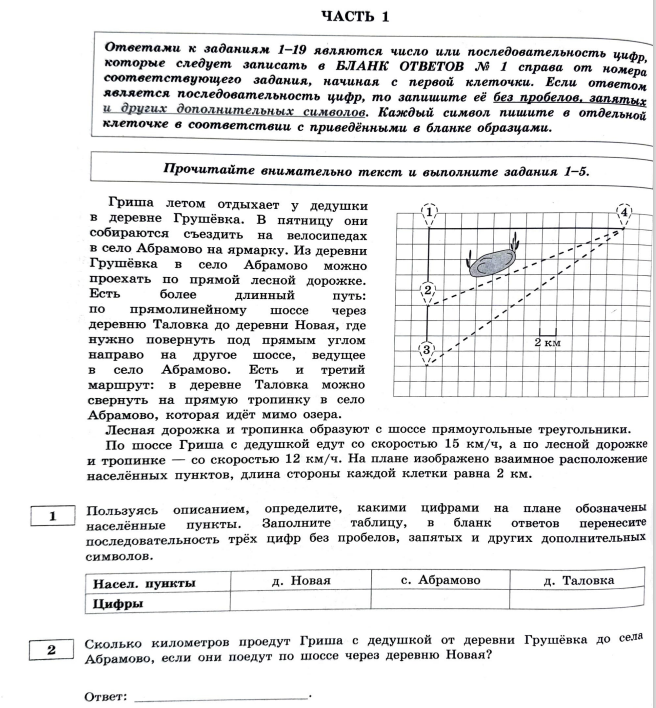 ЧАСТЬ 1
Ответами к заданиям 1–19 являются число или последовательность цифр,
которые следует записать в БЛАНК ОТВЕТОВ № 1 справа от номера
соответствующего задания, начиная с первой клеточки. Если ответом
является последовательность цифр, то запишите её без пробелов, запятых
и других дополнительных символов. Каждый символ пишите в отдельной
клеточке в соответствии с приведёнными в бланке образцами.
Прочитайте внимательно текст и выполните задания 1–5.
Гриша летом отдыхает у дедушки
в деревне Грушёвка. В пятницу они
собираются съездить на велосипедах
в село Абрамово на ярмарку. Из деревни
Грушёвка в село Абрамово можно
проехать по прямой лесной дорожке.
Есть более длинный путь:
по прямолинейному шоссе через
деревню Таловка до деревни Новая, где
нужно повернуть под прямым углом
направо на другое шоссе, ведущее
в село Абрамово. Есть и третий
маршрут: в деревне Таловка можно
свернуть на прямую тропинку в село
Абрамово, которая идёт мимо озера.
1
4
2
3
2 км
Лесная дорожка и тропинка образуют с шоссе прямоугольные треугольники.
По шоссе Гриша с дедушкой едут со скоростью 15 км/ч, а по лесной дорожке
и тропинке — со скоростью 12 км/ч. На плане изображено взаимное расположение
населённых пунктов, длина стороны каждой клетки равна 2 км.
1
Пользуясь описанием, определите, какими цифрами на плане обозначены
населённые пункты. Заполните таблицу, в бланк ответов перенесите
последовательность трёх цифр без пробелов, запятых и других дополнительных
символов.
Насел. пункты д. Новая с. Абрамово д. Таловка
Цифры
2
Сколько километров проедут Гриша с дедушкой от деревни Грушёвка до села
Абрамово, если они поедут по шоссе через деревню Новая?
Ответ: ____________________.